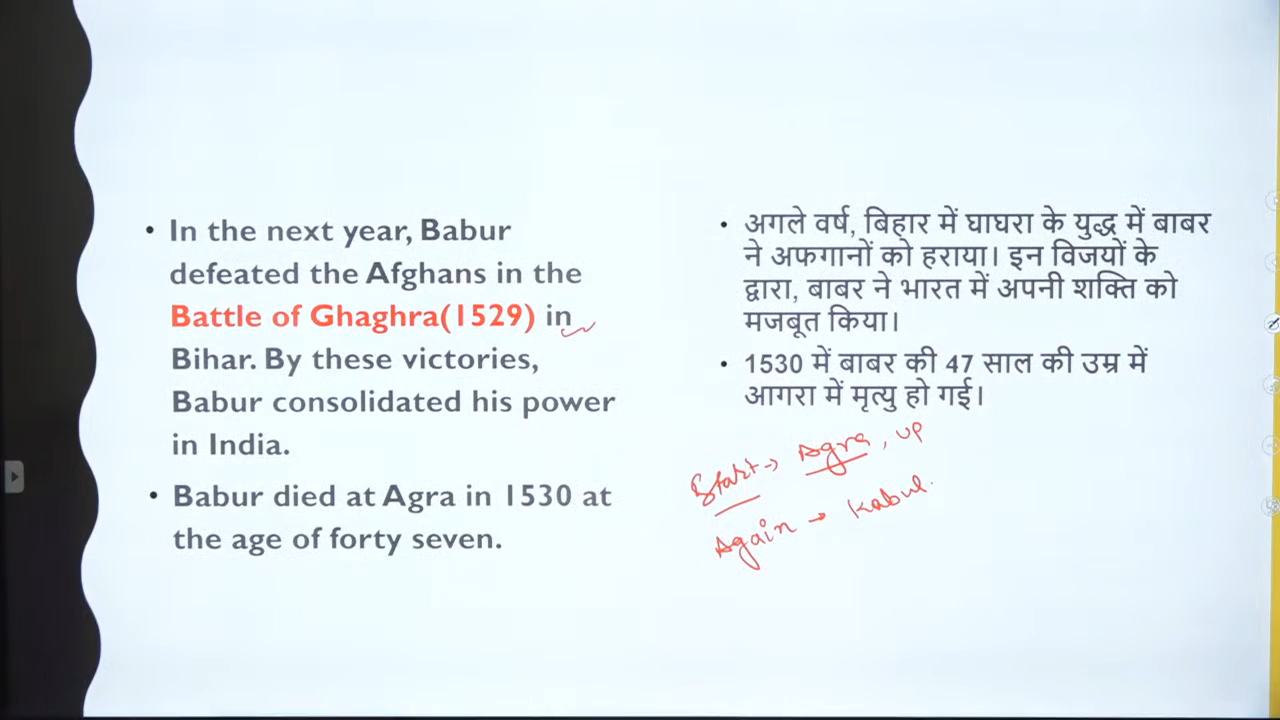 • In the next year, Babur
defeated the Afghans in the
Battle of Ghaghra(1529) in
Bihar. By these victories,
Babur consolidated his power
in India.
• Babur died at Agra in 1530 at
the age of forty seven.
• अगले वर्ष, बिहार में घाघरा के युद्ध में बाबर
ने अफगानों को हराया। इन विजयों के
द्वारा, बाबर ने भारत में अपनी शक्ति को
मजबूत किया।
• 1530 में बाबर की 47 साल की उम्र में
आगरा में मृत्यु हो गई।
Start → Agra, UP
Again → Kabul.